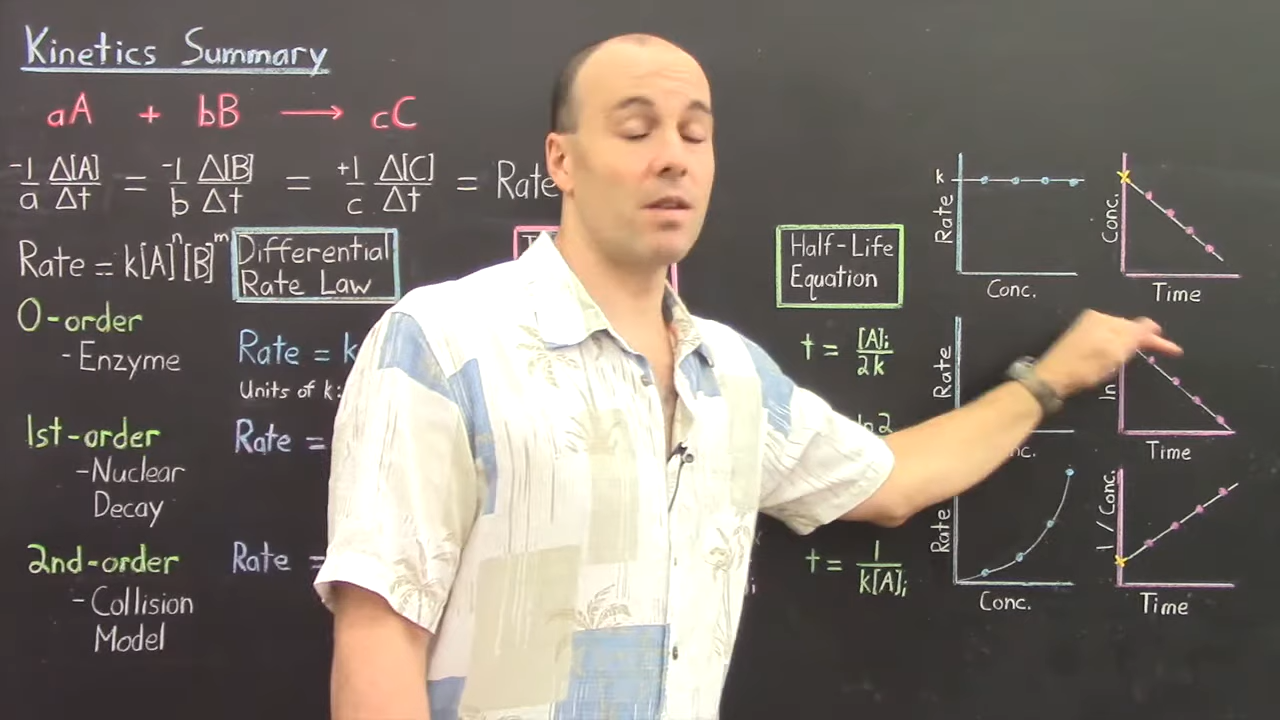 Kinetics Summary
aA + bB → cC
-1/a Δ[A]/Δt = -1/b Δ[B]/Δt = +1/c Δ[C]/Δt = Rate
Rate = k[A]ⁿ[B]ᵐ
Differential
Rate Law
Half-Life
Equation
0-order
- Enzyme
Rate = k
Units of k:
t = [A]ᵢ/2k
1st-order
- Nuclear
Decay
Rate =
ln 2
2nd-order
- Collision
Model
Rate =
t = 1/k[A]ᵢ
k
Rate
Conc.
Conc.
Time
Rate
ln
Time
Rate
Conc.
1 / Conc.
Time